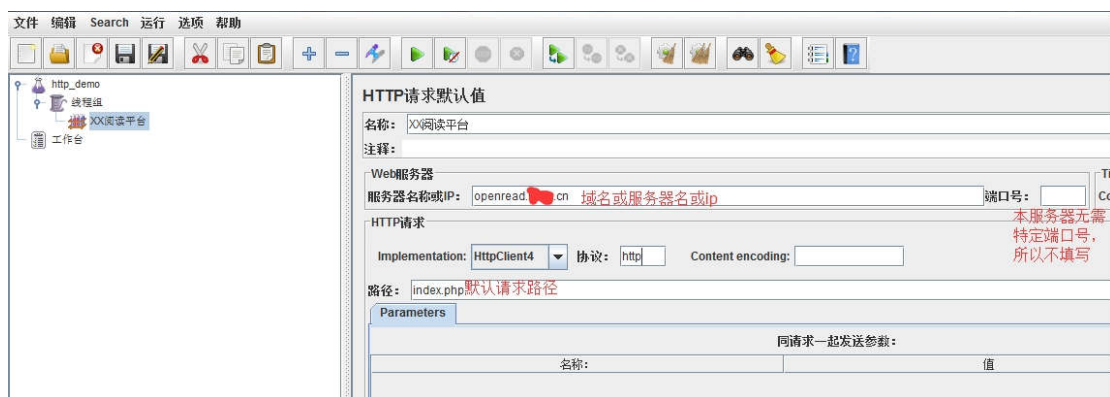 文件 编辑 Search 运行 选项 帮助
http_demo
线程组
XX阅读平台
工作台
HTTP请求默认值
名称: XX阅读平台
注释:
Web服务器
服务器名称或IP: openread. .cn 域名或服务器名或ip 端口号:
本服务器无需
特定端口号,
所以不填写
HTTP请求
Implementation: HttpClient4 协议: http Content encoding:
路径: index.php默认请求路径
Parameters
同请求一起发送参数:
名称: 值